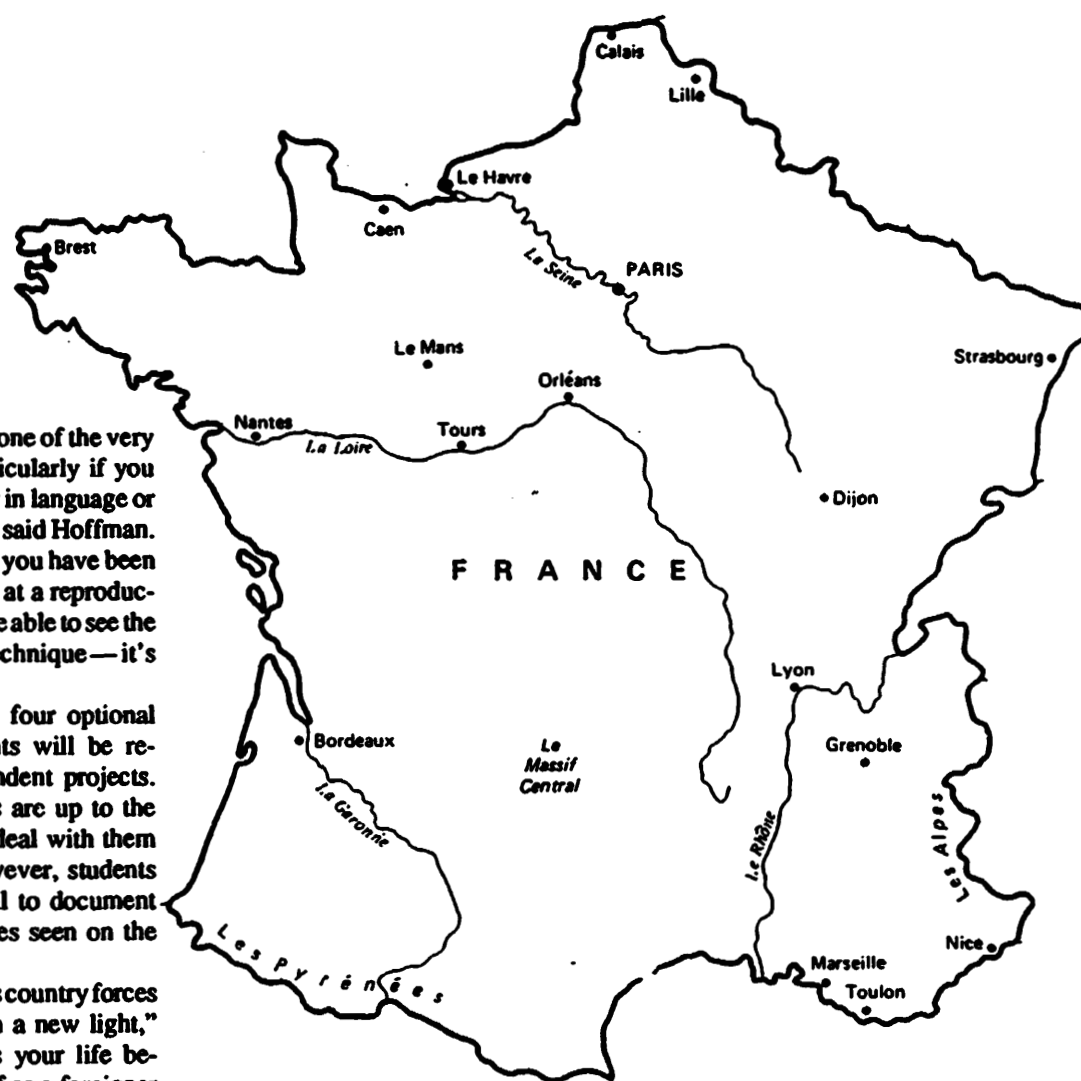 one of the very
ticularly if you
in language or
said Hoffman.
you have been
at a reproduc-
e able to see the
chnique—it's
four optional
nts will be re-
ndent projects.
s are up to the
deal with them
vever, students
l to document
es seen on the
s country forces
n a new light,"
s your life be-
Calais
Lille
Le Havre
Caen
Brest
La Seine
PARIS
Le Mans
Strasbourg
Orléans
Nantes
Tours
La Loire
Dijon
FRANCE
Lyon
Bordeaux
Le
Massif
Central
Grenoble
La Garonne
Le Rhône
Les Alpes
Les Pyrénées
Nice
Marseille
Toulon